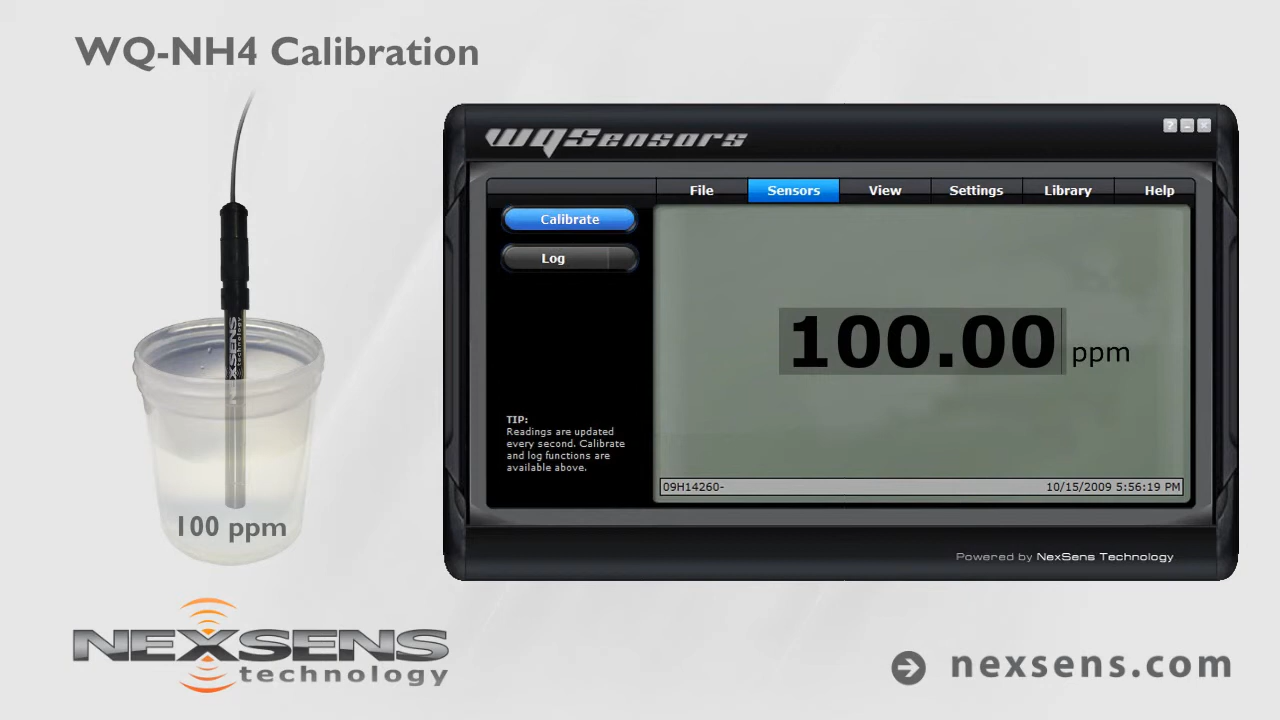 WQ-NH4 Calibration
WQSensors
File Sensors View Settings Library Help
Calibrate
Log
100.00 ppm
TIP:
Readings are updated
every second. Calibrate
and log functions are
available above.
09H14260-
10/15/2009 5:56:19 PM
Powered by NexSens Technology
NEXSENS
technology
100 ppm
NEXSENS
technology
nexsens.com